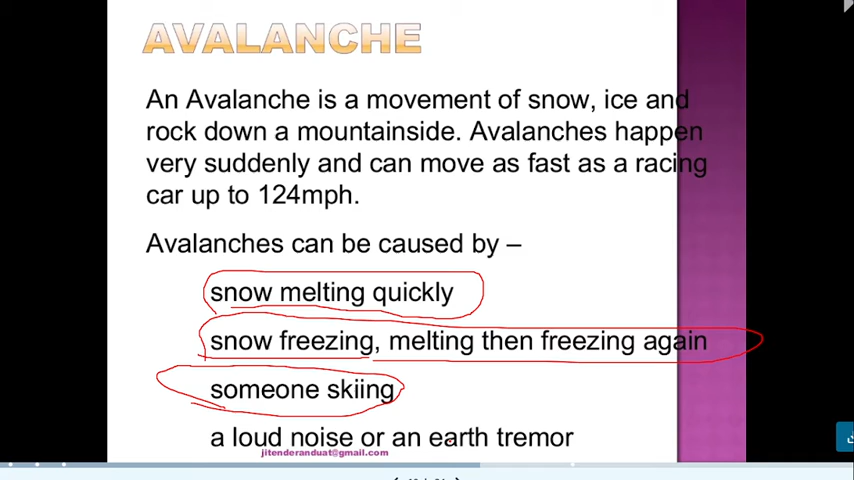 AVALANCHE
An Avalanche is a movement of snow, ice and
rock down a mountainside. Avalanches happen
very suddenly and can move as fast as a racing
car up to 124mph.
Avalanches can be caused by –
snow melting quickly
snow freezing, melting then freezing again
someone skiing
a loud noise or an earth tremor
jitenderanduat@gmail.com